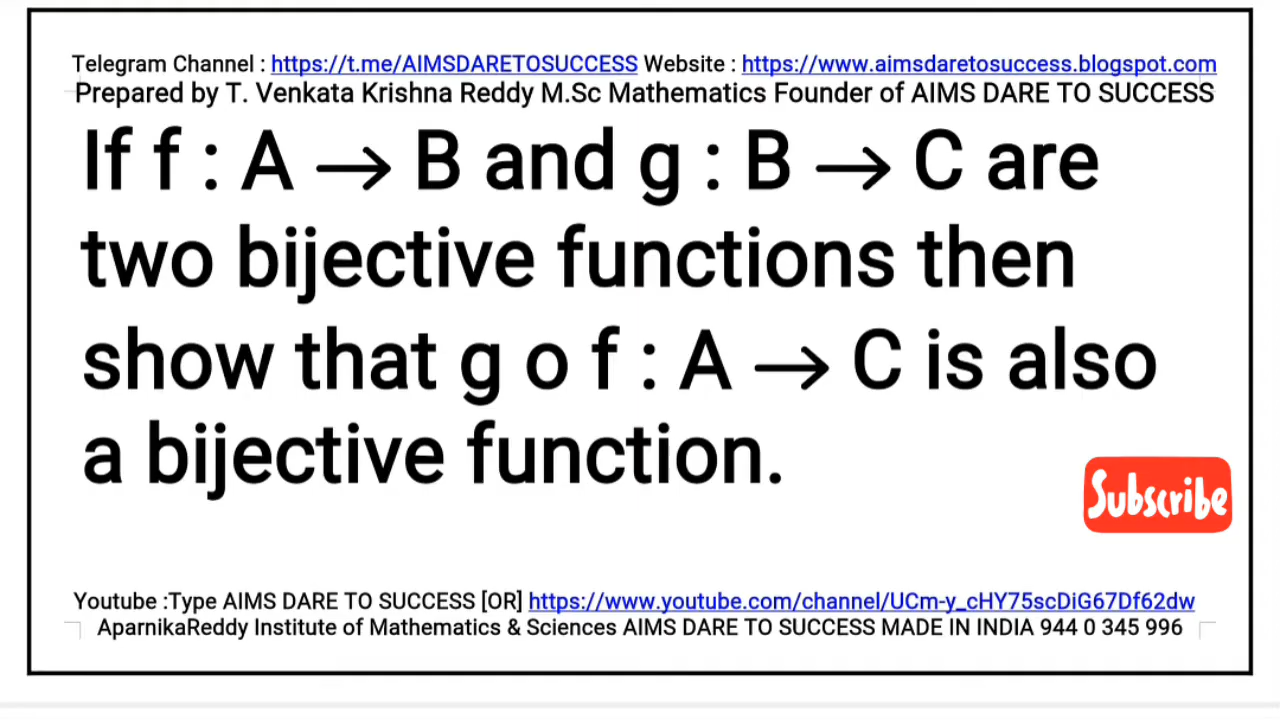 Telegram Channel : https://t.me/AIMSDARETOSUCCESS Website : https://www.aimsdaretosuccess.blogspot.com
Prepared by T. Venkata Krishna Reddy M.Sc Mathematics Founder of AIMS DARE TO SUCCESS
If f : A → B and g : B → C are
two bijective functions then
show that g o f : A → C is also
a bijective function.
Subscribe
Youtube :Type AIMS DARE TO SUCCESS [OR] https://www.youtube.com/channel/UCm-y_cHY75scDiG67Df62dw
AparnikaReddy Institute of Mathematics & Sciences AIMS DARE TO SUCCESS MADE IN INDIA 944 0 345 996